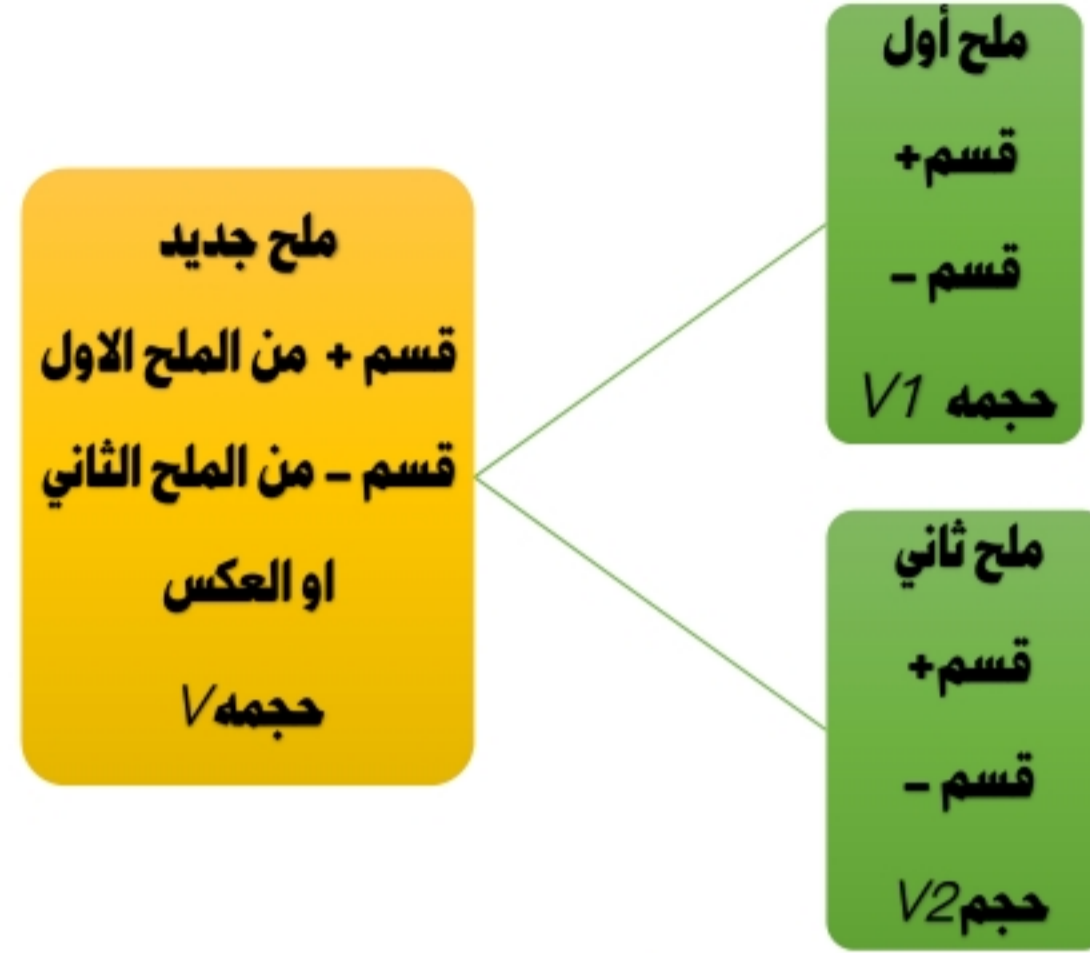 ملح أول
قسم+
قسم -
حجمه V1
ملح ثاني
قسم+
قسم -
حجم V2
ملح جديد
قسم + من الملح الاول
قسم - من الملح الثاني
او العكس
حجمه V